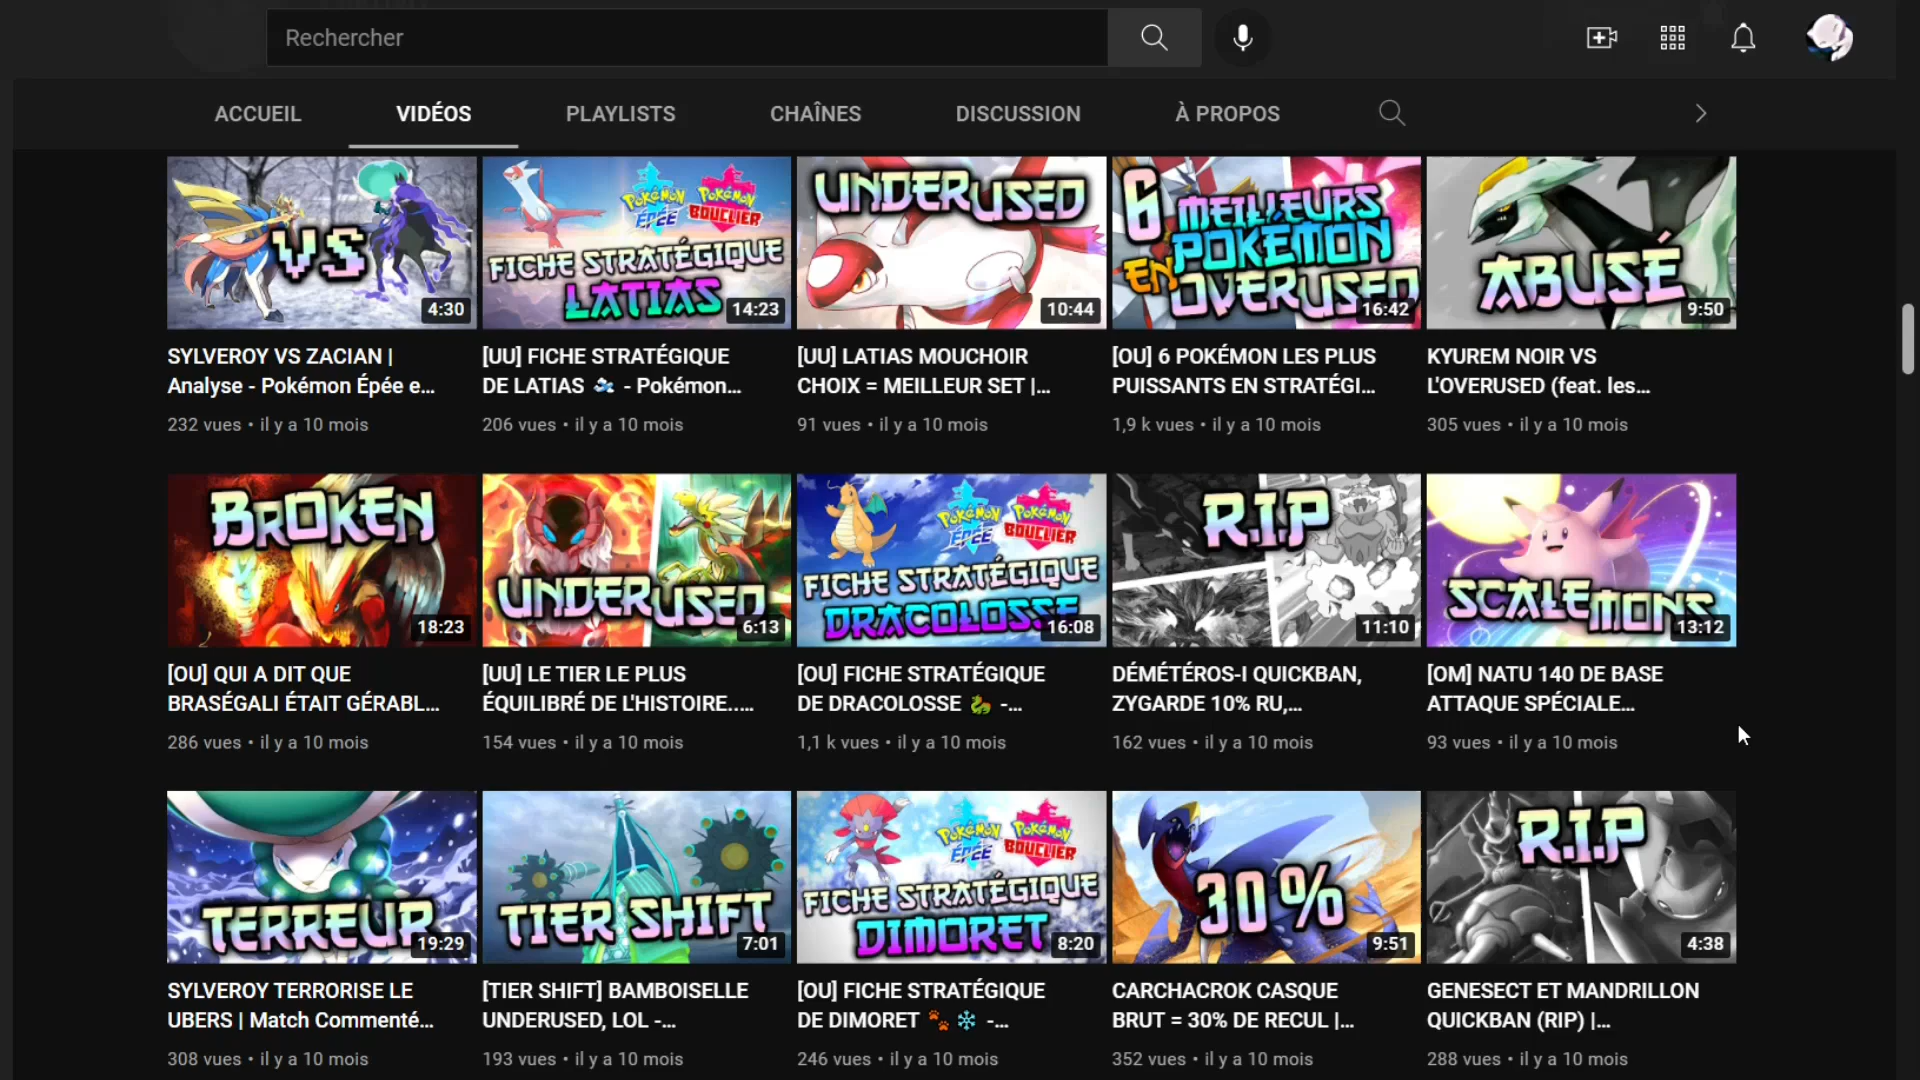 Rechercher
ACCUEIL VIDÉOS PLAYLISTS CHAÎNES DISCUSSION À PROPOS
VS
4:30
Pokémon ÉPÉE Pokémon BOUCLIER
FICHE STRATÉGIQUE
LATIAS
14:23
UNDERUSED
10:44
6 MEILLEURS
POKÉMON
EN OVERUSED
16:42
ABUSÉ
9:50
SYLVEROY VS ZACIAN |
Analyse - Pokémon Épée e...
232 vues • il y a 10 mois
[UU] FICHE STRATÉGIQUE
DE LATIAS - Pokémon...
206 vues • il y a 10 mois
[UU] LATIAS MOUCHOIR
CHOIX = MEILLEUR SET |...
91 vues • il y a 10 mois
[OU] 6 POKÉMON LES PLUS
PUISSANTS EN STRATÉGI...
1,9 k vues • il y a 10 mois
KYUREM NOIR VS
L'OVERUSED (feat. les...
305 vues • il y a 10 mois
BROKEN
18:23
UNDERUSED
6:13
Pokémon ÉPÉE Pokémon BOUCLIER
FICHE STRATÉGIQUE
DRACOLOSSE
16:08
R.I.P
11:10
SCALEMONS
13:12
[OU] QUI A DIT QUE
BRASÉGALI ÉTAIT GÉRABL...
286 vues • il y a 10 mois
[UU] LE TIER LE PLUS
ÉQUILIBRÉ DE L'HISTOIRE.....
154 vues • il y a 10 mois
[OU] FICHE STRATÉGIQUE
DE DRACOLOSSE 🐉 -...
1,1 k vues • il y a 10 mois
DÉMÉTÉROS-I QUICKBAN,
ZYGARDE 10% RU,...
162 vues • il y a 10 mois
[OM] NATU 140 DE BASE
ATTAQUE SPÉCIALE...
93 vues • il y a 10 mois
TERREUR
19:29
TIER SHIFT
7:01
Pokémon ÉPÉE Pokémon BOUCLIER
FICHE STRATÉGIQUE
DIMORET
8:20
30%
9:51
R.I.P
4:38
SYLVEROY TERRORISE LE
UBERS | Match Commenté...
308 vues • il y a 10 mois
[TIER SHIFT] BAMBOISELLE
UNDERUSED, LOL -...
193 vues • il y a 10 mois
[OU] FICHE STRATÉGIQUE
DE DIMORET 🐾 ❄️ -...
246 vues • il y a 10 mois
CARCHACROK CASQUE
BRUT = 30% DE RECUL |...
352 vues • il y a 10 mois
GENESECT ET MANDRILLON
QUICKBAN (RIP) |...
288 vues • il y a 10 mois